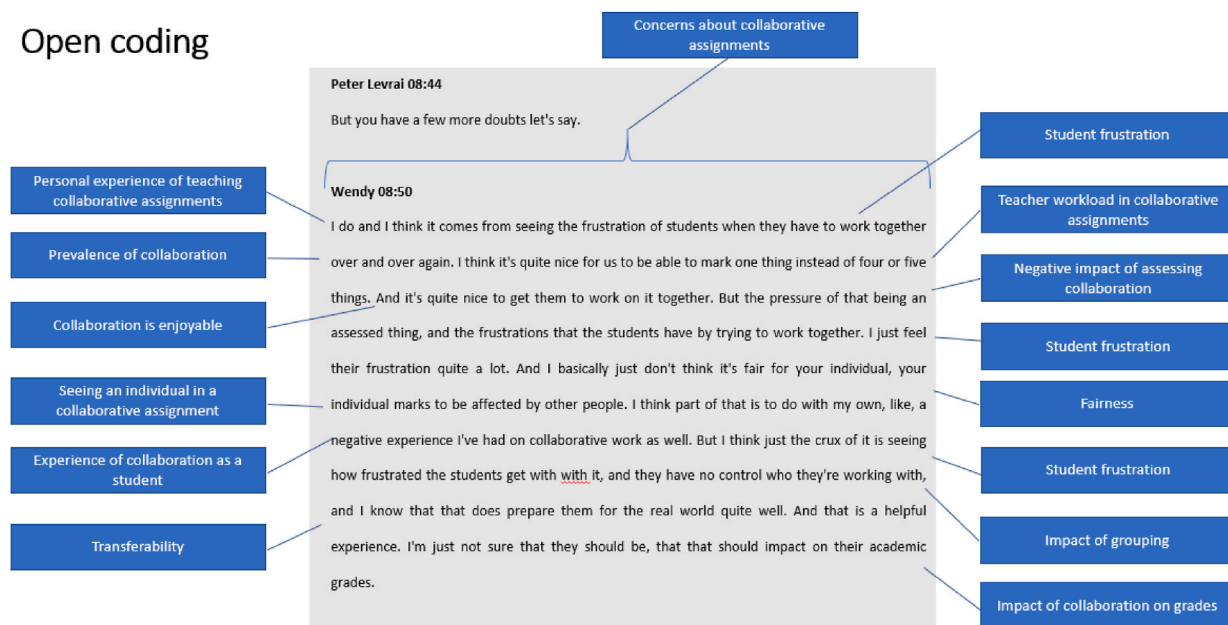 Open coding
Concerns about collaborative
assignments
Peter Levrai 08:44
But you have a few more doubts let's say.
Wendy 08:50
I do and I think it comes from seeing the frustration of students when they have to work together
over and over again. I think it's quite nice for us to be able to mark one thing instead of four or five
things. And it's quite nice to get them to work on it together. But the pressure of that being an
assessed thing, and the frustrations that the students have by trying to work together. I just feel
their frustration quite a lot. And I basically just don't think it's fair for your individual, your
individual marks to be affected by other people. I think part of that is to do with my own, like, a
negative experience I've had on collaborative work as well. But I think just the crux of it is seeing
how frustrated the students get with with it, and they have no control who they're working with,
and I know that that does prepare them for the real world quite well. And that is a helpful
experience. I'm just not sure that they should be, that that should impact on their academic
grades.
Personal experience of teaching
collaborative assignments
Prevalence of collaboration
Collaboration is enjoyable
Seeing an individual in a
collaborative assignment
Experience of collaboration as a
student
Transferability
Student frustration
Teacher workload in collaborative
assignments
Negative impact of assessing
collaboration
Student frustration
Fairness
Student frustration
Impact of grouping
Impact of collaboration on grades